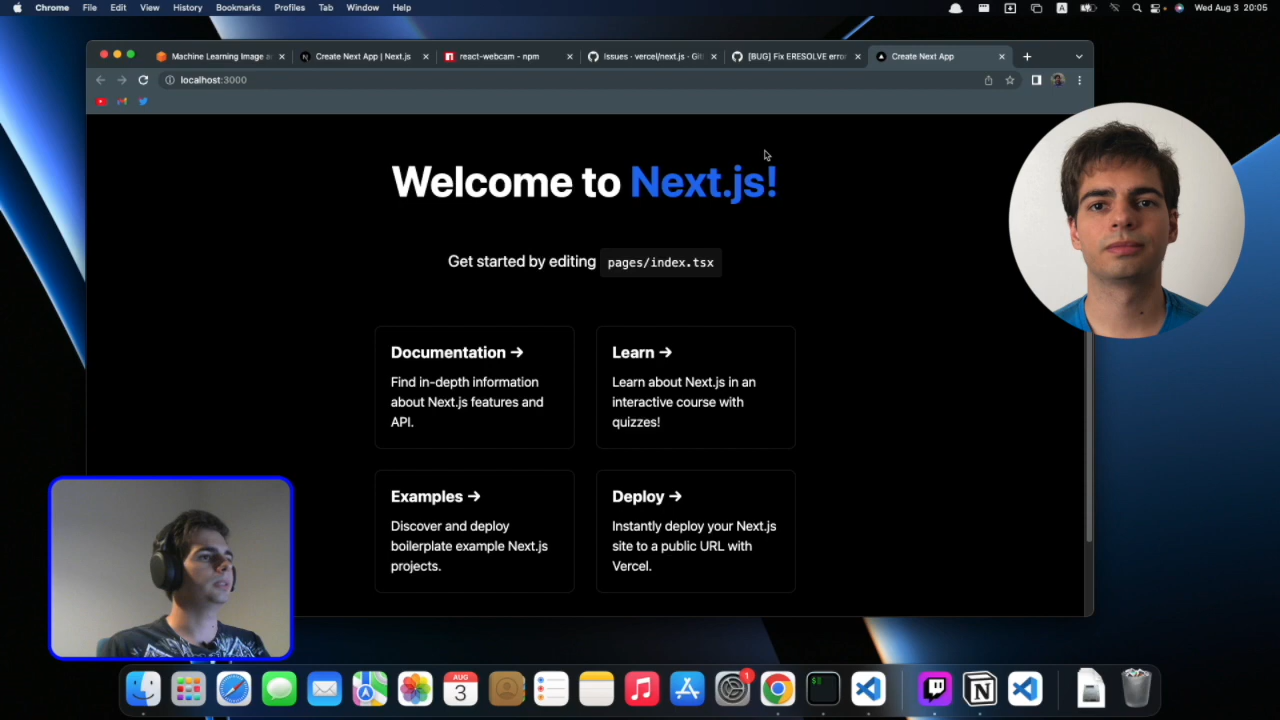 Chrome File Edit View History Bookmarks Profiles Tab Window Help
A
Wed Aug 3 20:05
Machine Learning Image a
Create Next App | Next.js
react-webcam - npm
Issues · vercel/next.js · Git
[BUG] Fix ERESOLVE error
Create Next App
localhost:3000
Welcome to Next.js!
Get started by editing pages/index.tsx
Documentation →
Find in-depth information
about Next.js features and
API.
Learn →
Learn about Next.js in an
interactive course with
quizzes!
Examples →
Discover and deploy
boilerplate example Next.js
projects.
Deploy →
Instantly deploy your Next.js
site to a public URL with
Vercel.
AUG
3
1
$
N